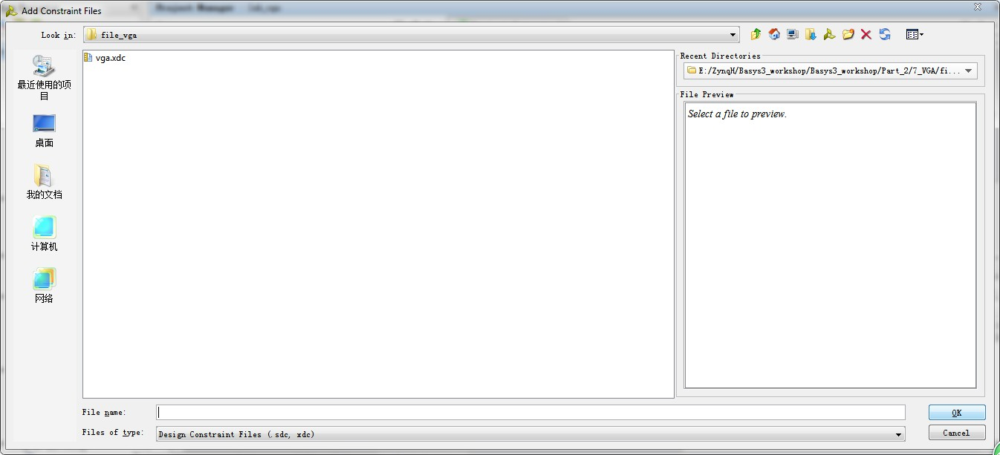 Add Constraint Files
Project Manager
Look in:
file_vga
vga.xdc
最近使用的项
目
桌面
我的文档
计算机
网络
Recent Directories
E:/ZynqH/Basys3_workshop/Basys3_workshop/Part_2/7_VGA/fi...
File Preview
Select a file to preview.
File name:
OK
Files of type:
Design Constraint Files (.sdc, xdc)
Cancel